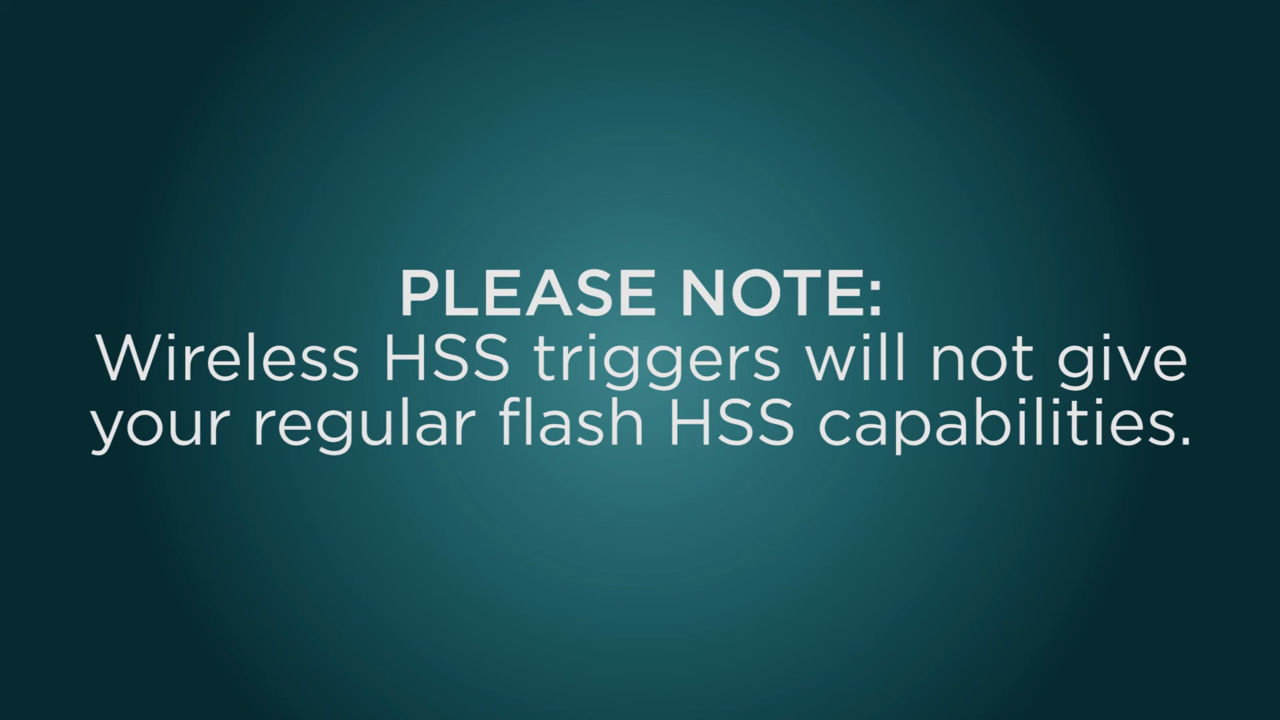 PLEASE NOTE:
Wireless HSS triggers will not give
your regular flash HSS capabilities.